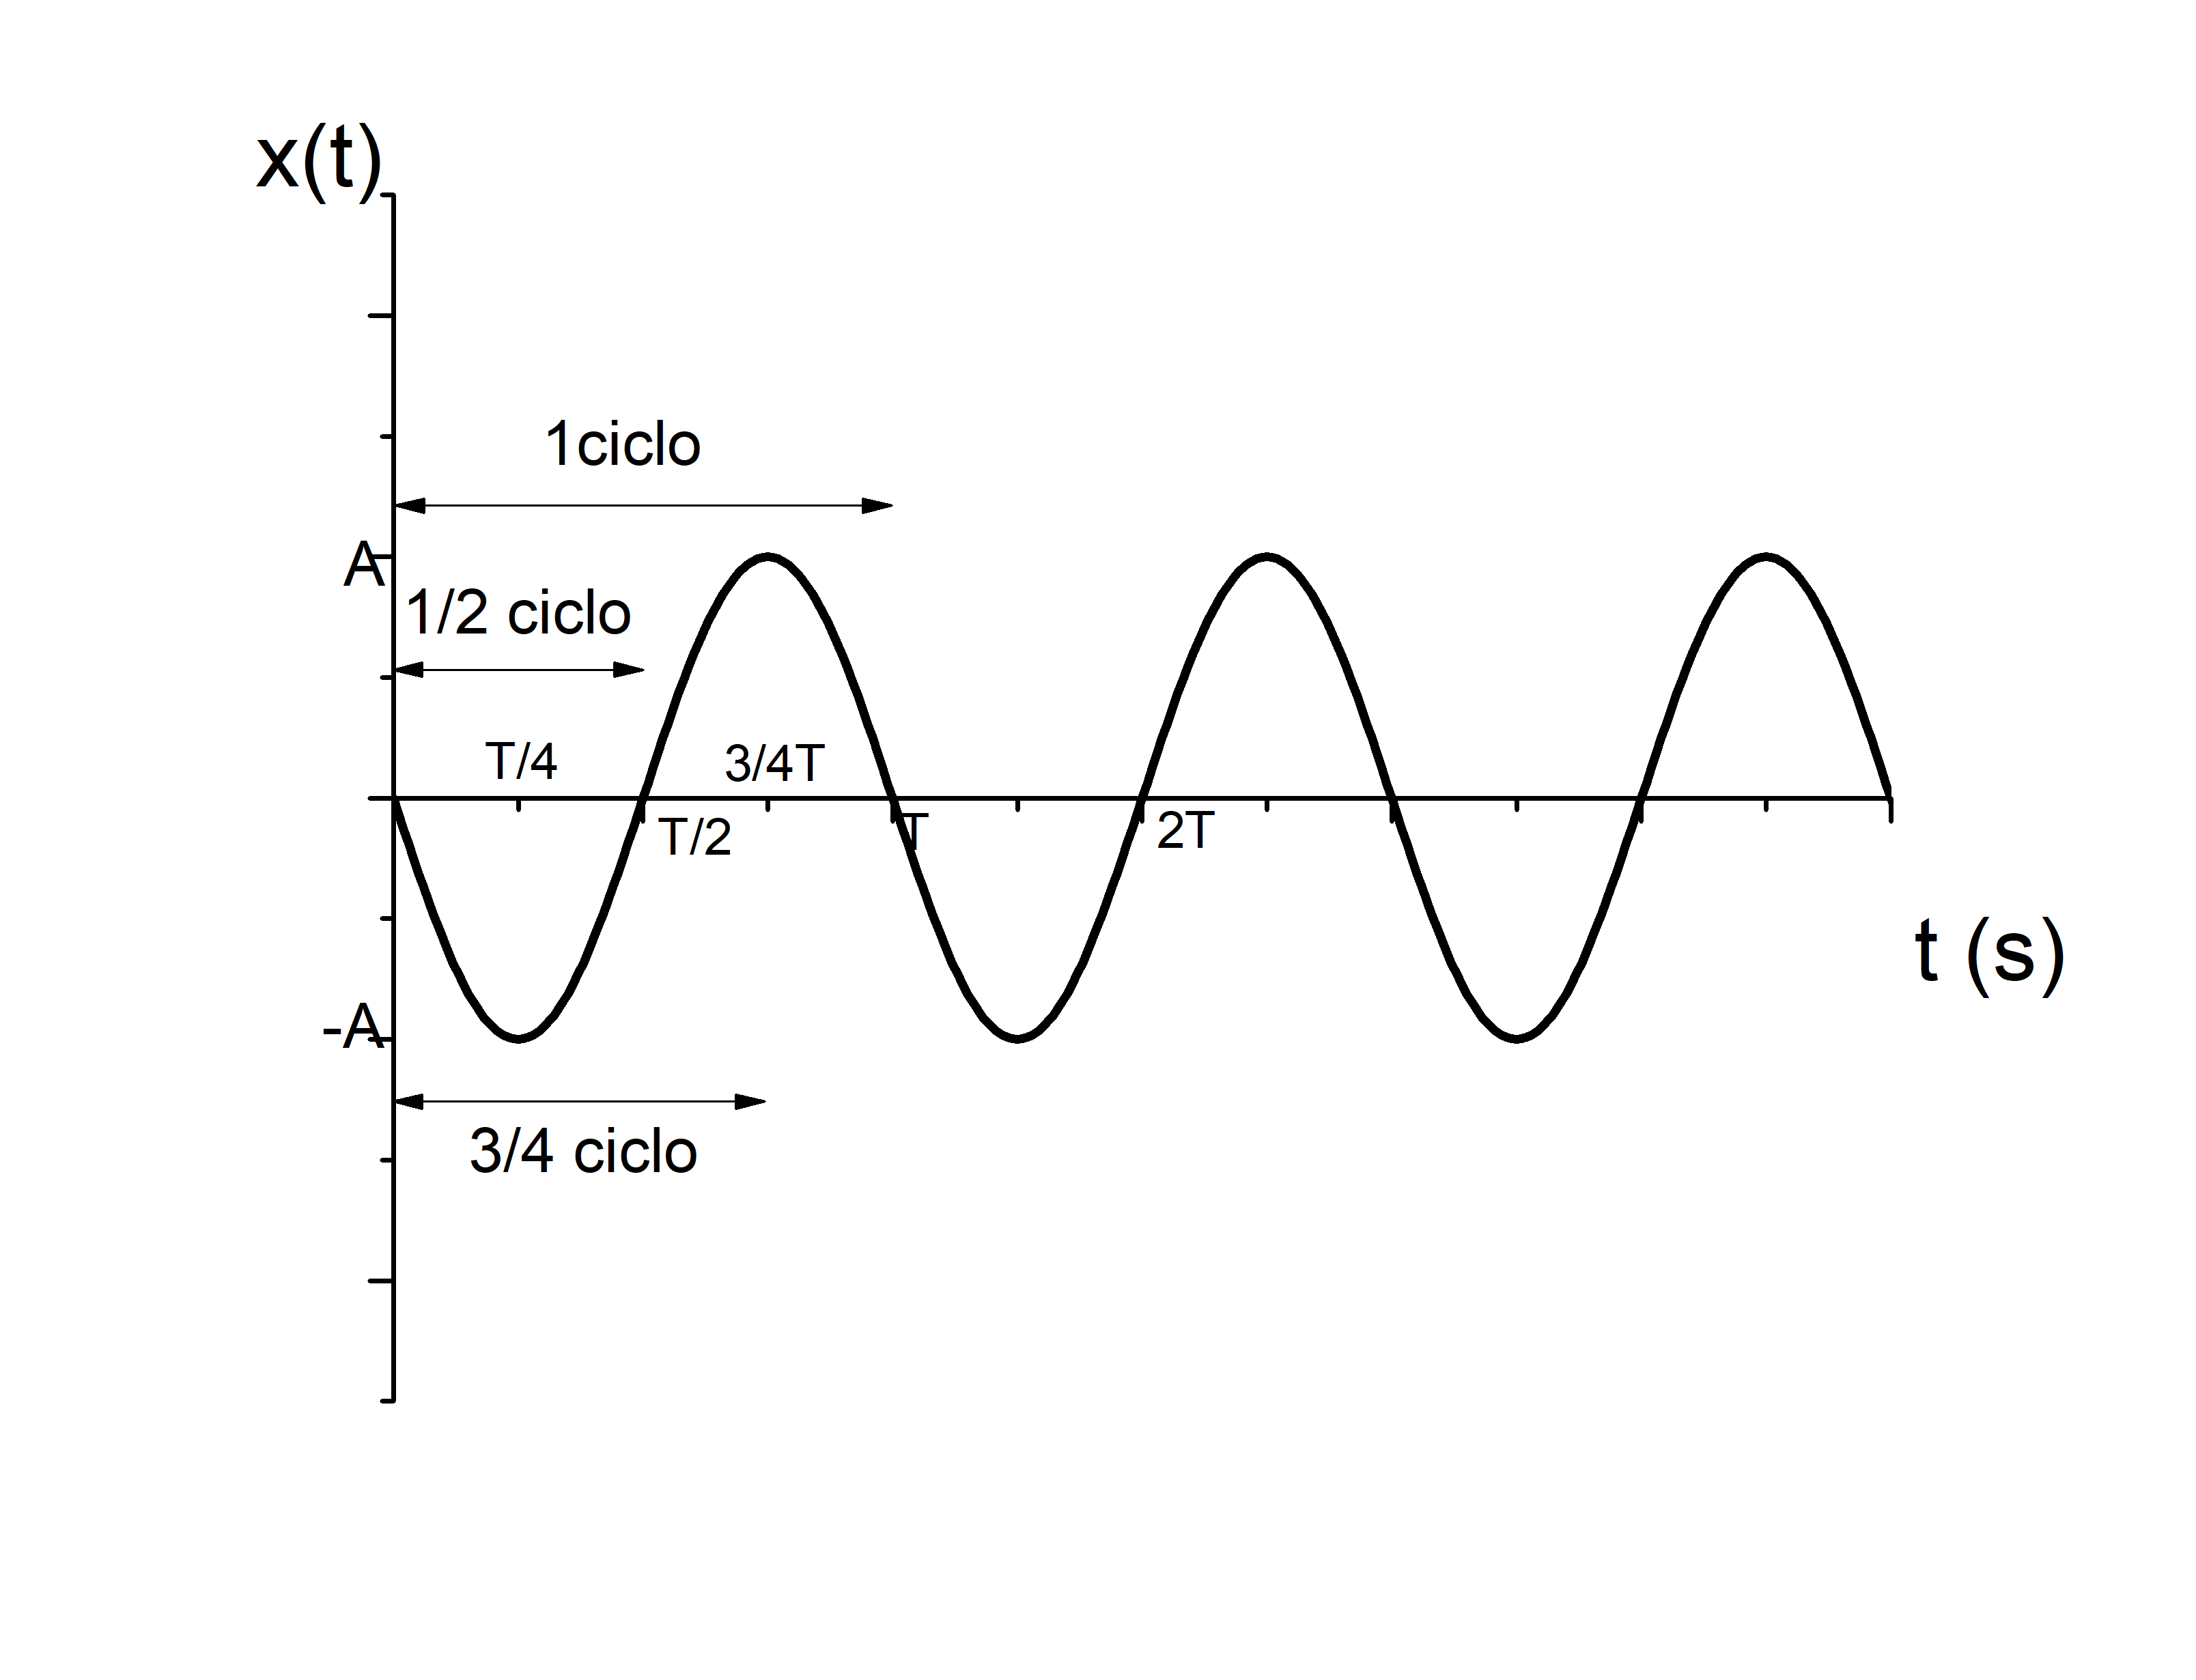 x(t)
1ciclo
A
1/2 ciclo
T/4
3/4T
T/2
T
2T
t (s)
-A
3/4 ciclo